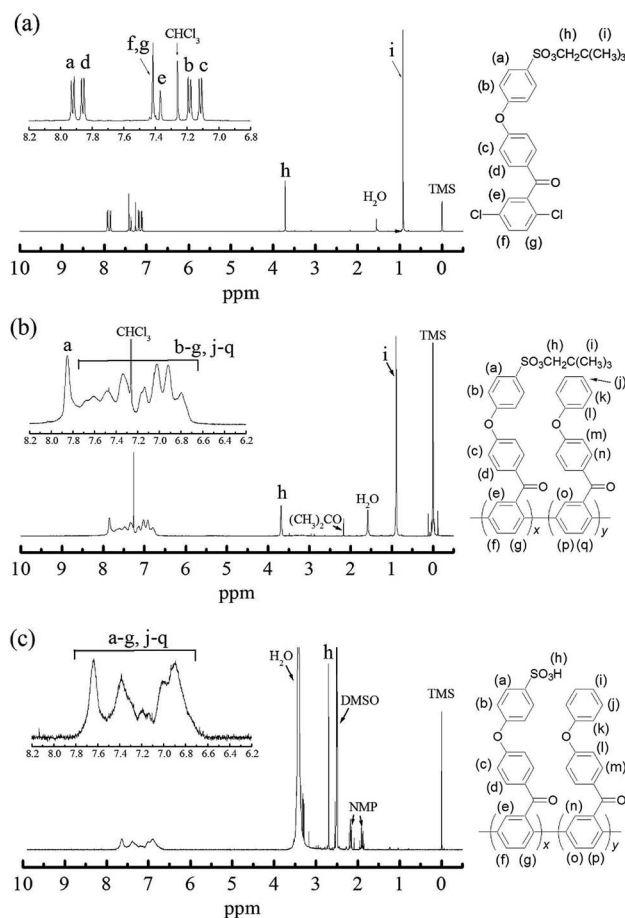 (a)
CHCl3
f,g
i
a
d
e
b
c
8.2 8.0 7.8 7.6 7.4 7.2 7.0 6.8
h
H2O
TMS
10 9 8 7 6 5 4 3 2 1 0
ppm
(h) (i)
SO3CH2C(CH3)3
(a)
(b)
O
(c)
(d)
O
(e)
Cl
Cl
(f) (g)
(b)
a
CHCl3
b-g, j-q
i
TMS
8.2 8.0 7.8 7.6 7.4 7.2 7.0 6.8 6.6 6.4 6.2
h
(CH3)2CO
H2O
10 9 8 7 6 5 4 3 2 1 0
ppm
(h) (i)
SO3CH2C(CH3)3
(a)
(j)
(b)
(k)
(l)
O O
(c) (m)
(d) (n)
O O
(e) (o)
x y
(f) (g) (p) (q)
(c)
a-g, j-q
H2O
h
DMSO
TMS
8.2 8.0 7.8 7.6 7.4 7.2 7.0 6.8 6.6 6.4 6.2
NMP
10 9 8 7 6 5 4 3 2 1 0
ppm
(h)
SO3H
(a) (i)
(b) (j)
(k)
O O
(c) (l)
(d) (m)
O O
(e) (n)
x y
(f) (g) (o) (p)